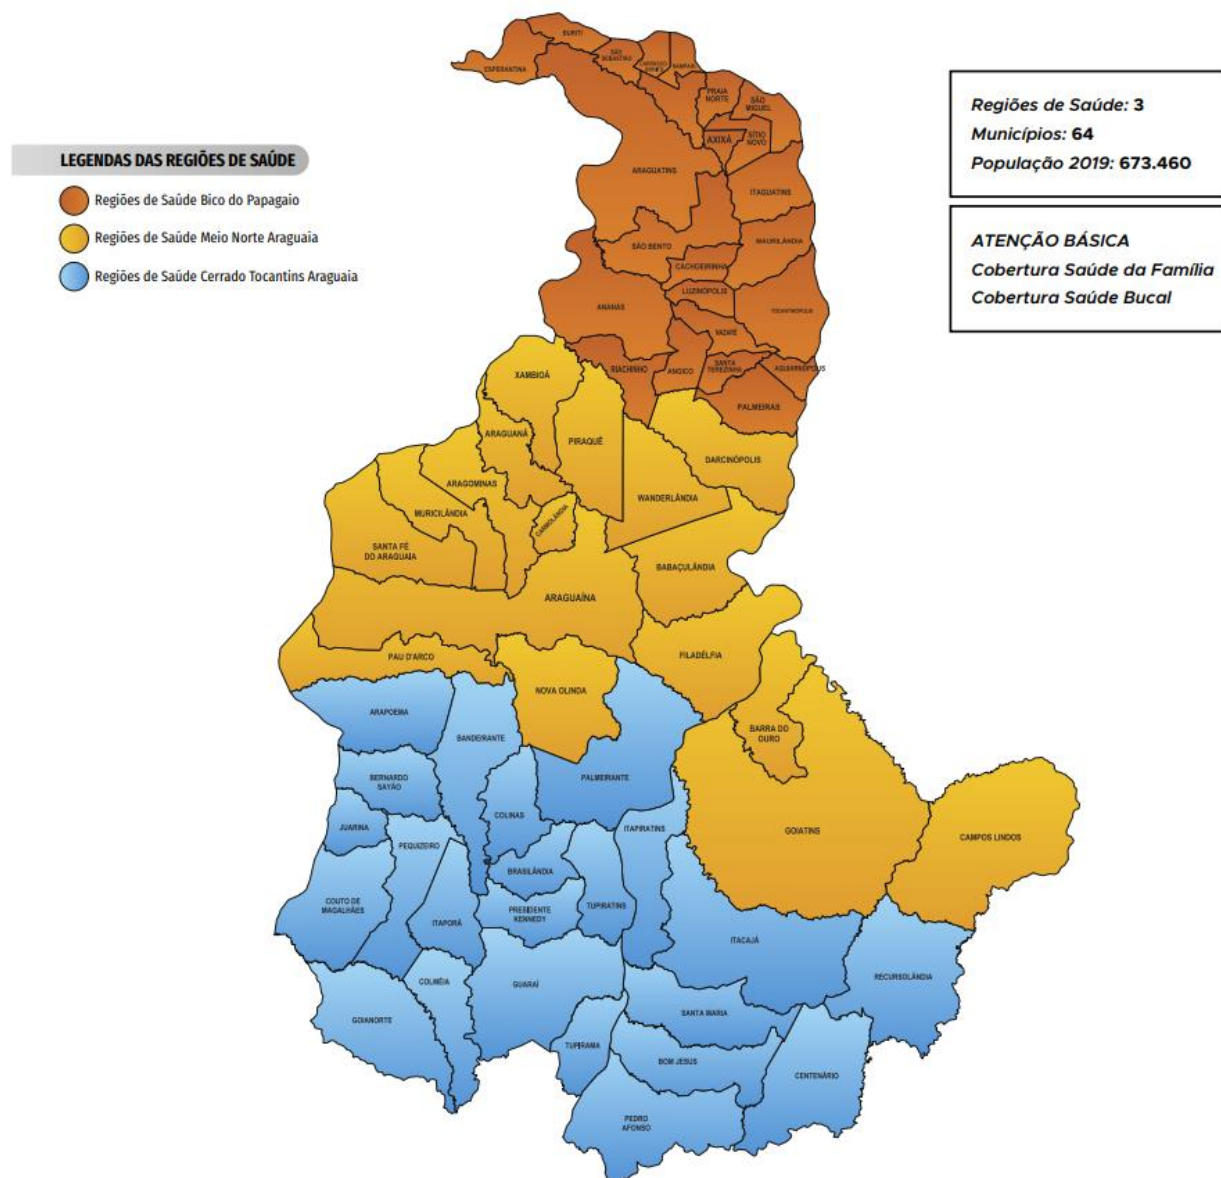 BURITI
ESPERANTINA
SÃO
SEBASTIÃO
SAMPAIO
PRAIA
NORTE
SÃO
MIGUEL
AXIXÁ
SÍTIO
NOVO
ARAGUATINS
ITAGUATINS
SÃO BENTO
MAURILÂNDIA
CACHOEIRINHA
LUZINÓPOLIS
ANANÁS
TOCANTINÓPOLIS
NAZARÉ
RIACHINHO
ANGICO
SANTA
TEREZINHA
AGUIARNÓPOLIS
PALMEIRAS
LEGENDAS DAS REGIÕES DE SAÚDE
Regiões de Saúde Bico do Papagaio
Regiões de Saúde Meio Norte Araguaia
Regiões de Saúde Cerrado Tocantins Araguaia
Regiões de Saúde: 3
Municípios: 64
População 2019: 673.460
ATENÇÃO BÁSICA
Cobertura Saúde da Família
Cobertura Saúde Bucal
XAMBIOÁ
ARAGUANÃ
PIRAQUÊ
DARCINÓPOLIS
ARAGOMINAS
WANDERLÂNDIA
MURICILÂNDIA
CARMOLÂNDIA
SANTA FÉ
DO ARAGUAIA
BABAÇULÂNDIA
ARAGUAÍNA
PAU D'ARCO
FILADÉLFIA
NOVA OLINDA
BARRA DO
OURO
GOIATINS
CAMPOS LINDOS
ARAPOEMA
BANDEIRANTE
BERNARDO
SAYÃO
PALMEIRANTE
COLINAS
JUARINA
ITAPIRATINS
PEQUIZEIRO
BRASILÂNDIA
COUTO DE
MAGALHÃES
PRESIDENTE
KENNEDY
TUPIRATINS
ITAPORÃ
ITACAJÁ
RECURSOLÂNDIA
COLMÉIA
GUARAÍ
GOIANORTE
SANTA MARIA
TUPIRAMA
BOM JESUS
CENTENÁRIO
PEDRO
AFONSO